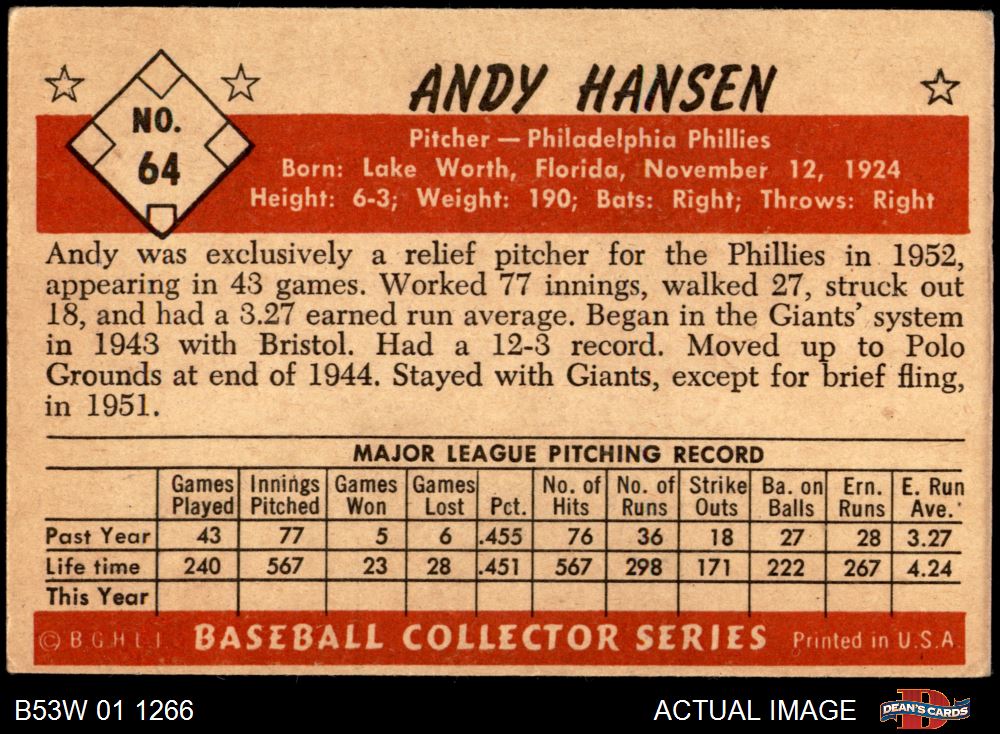 NO.
64
ANDY HANSEN
Pitcher — Philadelphia Phillies
Born: Lake Worth, Florida, November 12, 1924
Height: 6-3; Weight: 190; Bats: Right; Throws: Right
Andy was exclusively a relief pitcher for the Phillies in 1952,
appearing in 43 games. Worked 77 innings, walked 27, struck out
18, and had a 3.27 earned run average. Began in the Giants' system
in 1943 with Bristol. Had a 12-3 record. Moved up to Polo
Grounds at end of 1944. Stayed with Giants, except for brief fling,
in 1951.
MAJOR LEAGUE PITCHING RECORD
Games Innings Games Games No. of No. of Strike Ba. on Ern. E. Run
Played Pitched Won Lost Pct. Hits Runs Outs Balls Runs Ave.
Past Year 43 77 5 6 .455 76 36 18 27 28 3.27
Life time 240 567 23 28 .451 567 298 171 222 267 4.24
This Year
© B.G.H.L.I. BASEBALL COLLECTOR SERIES Printed in U.S.A.
B53W 01 1266 ACTUAL IMAGE DEAN'S CARDS